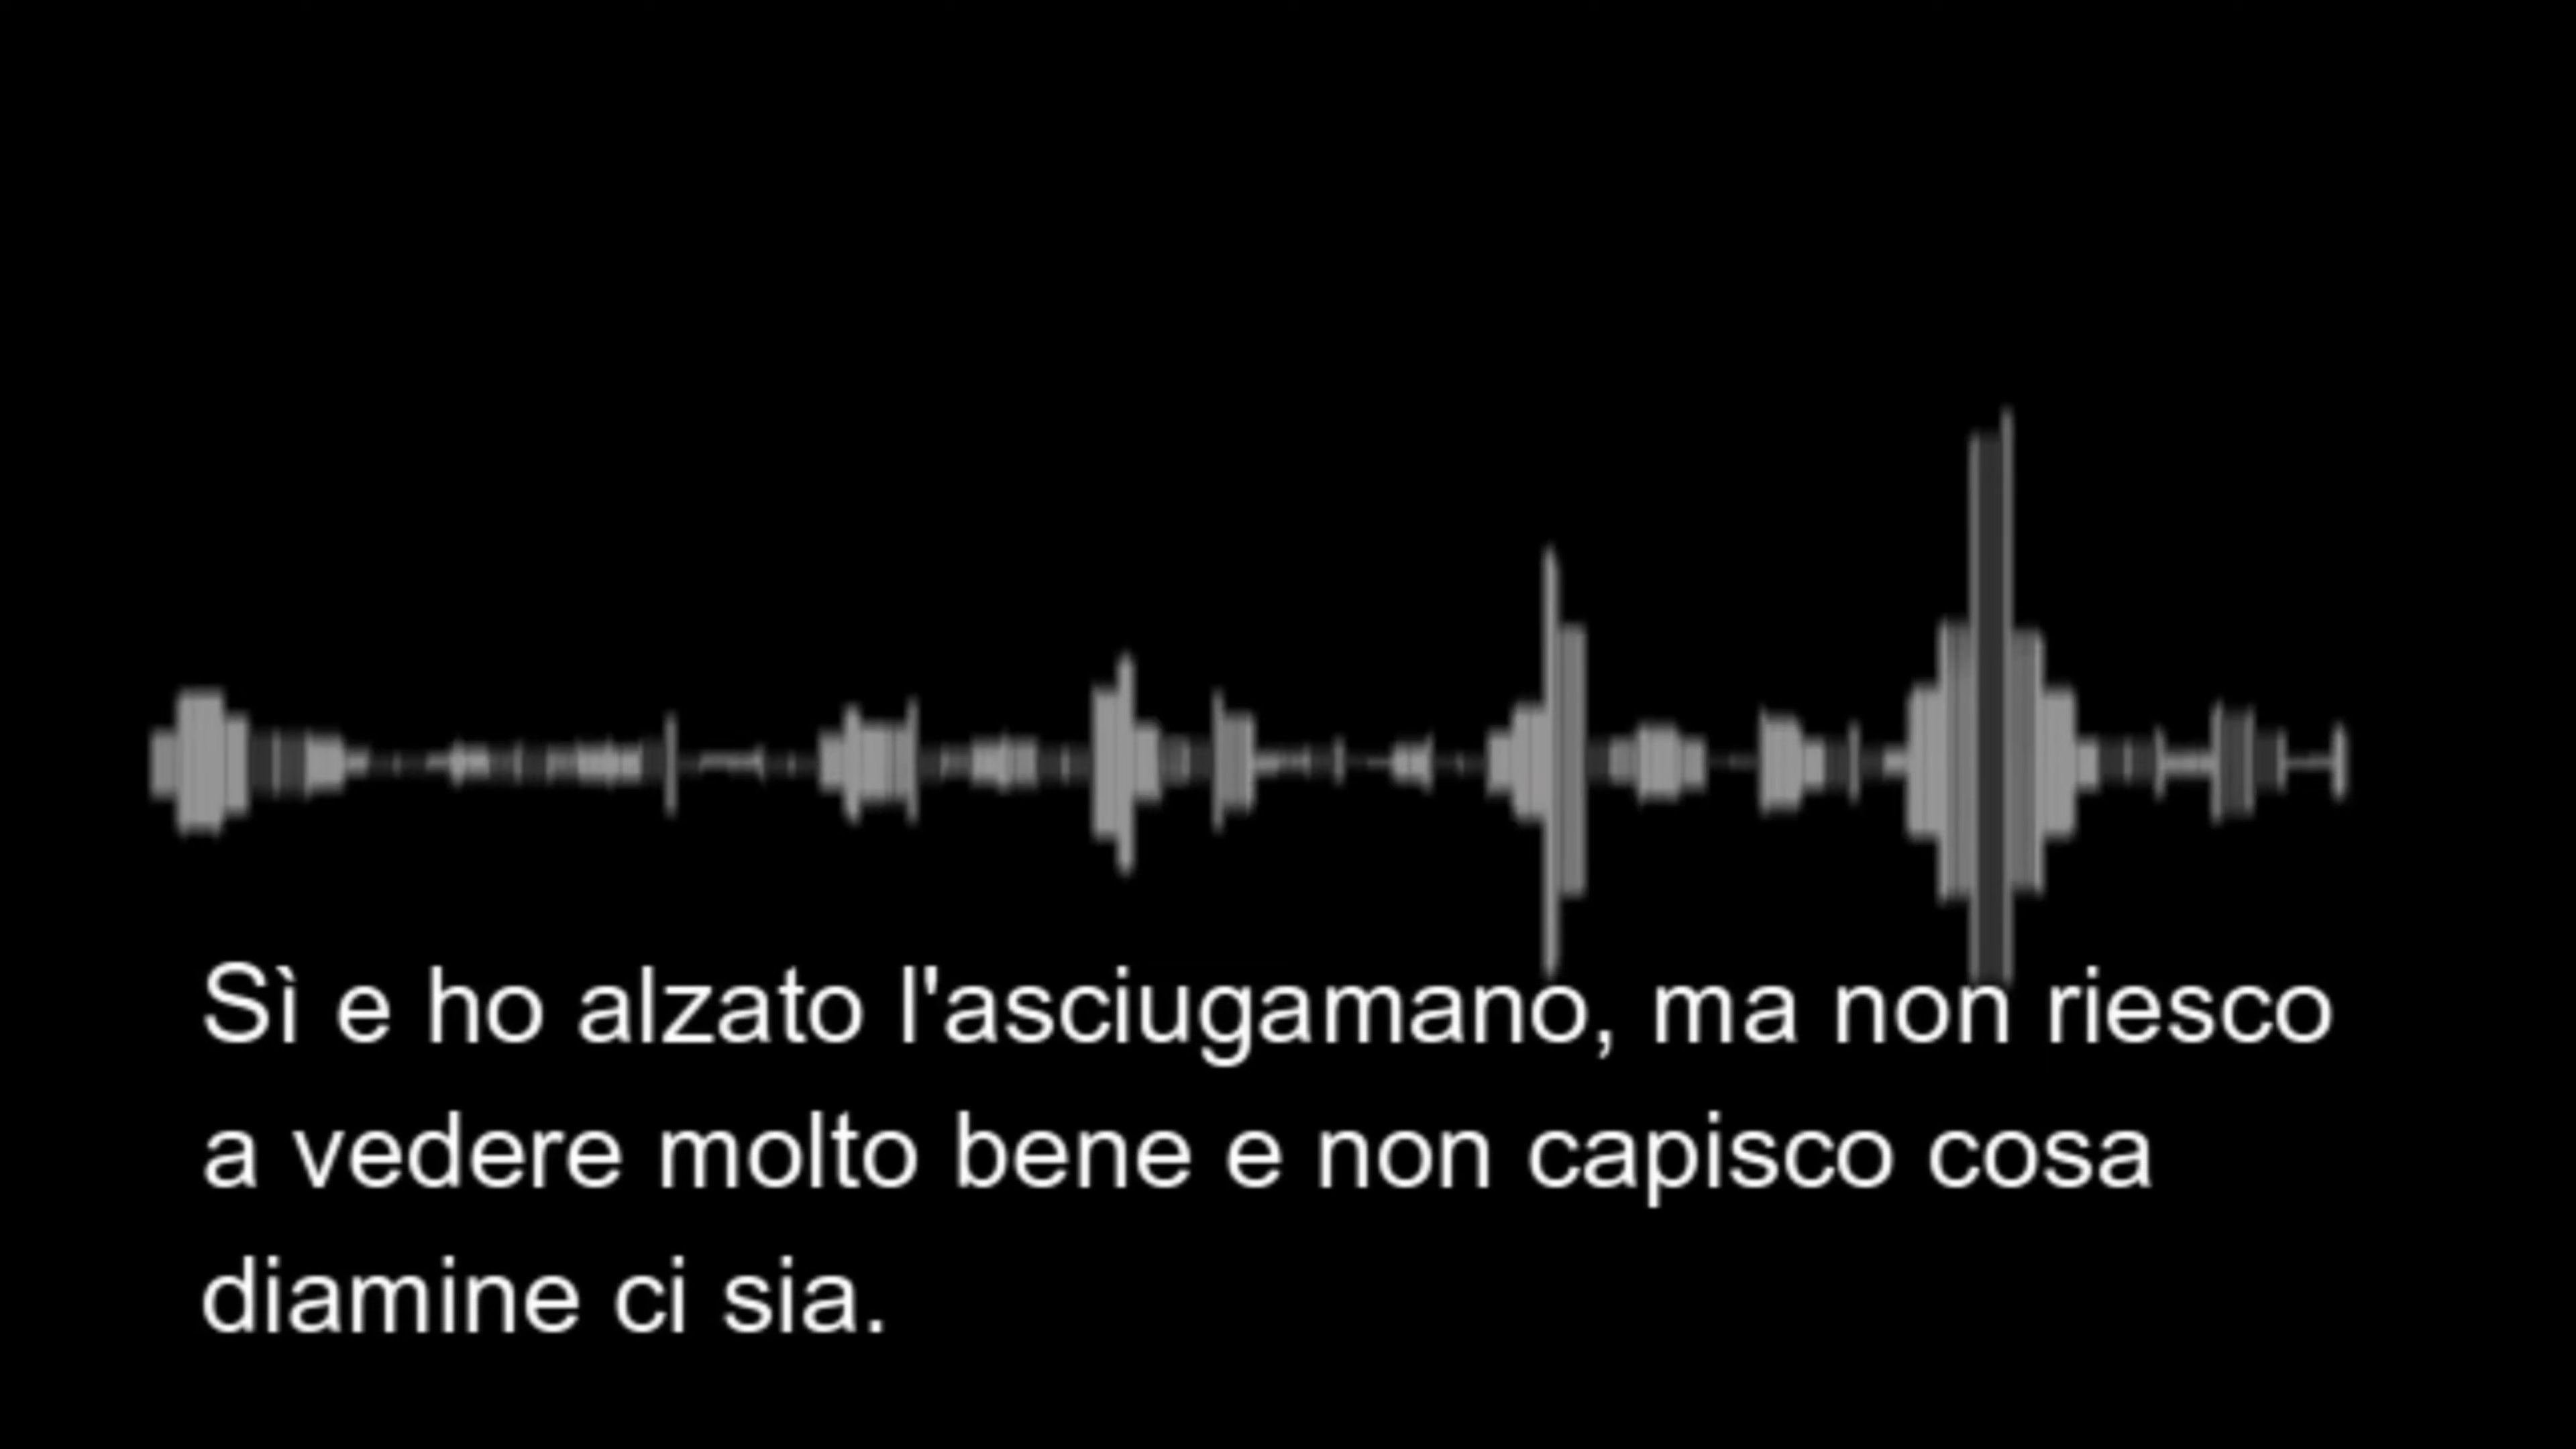 Sì e ho alzato l'asciugamano, ma non riesco
a vedere molto bene e non capisco cosa
diamine ci sia.